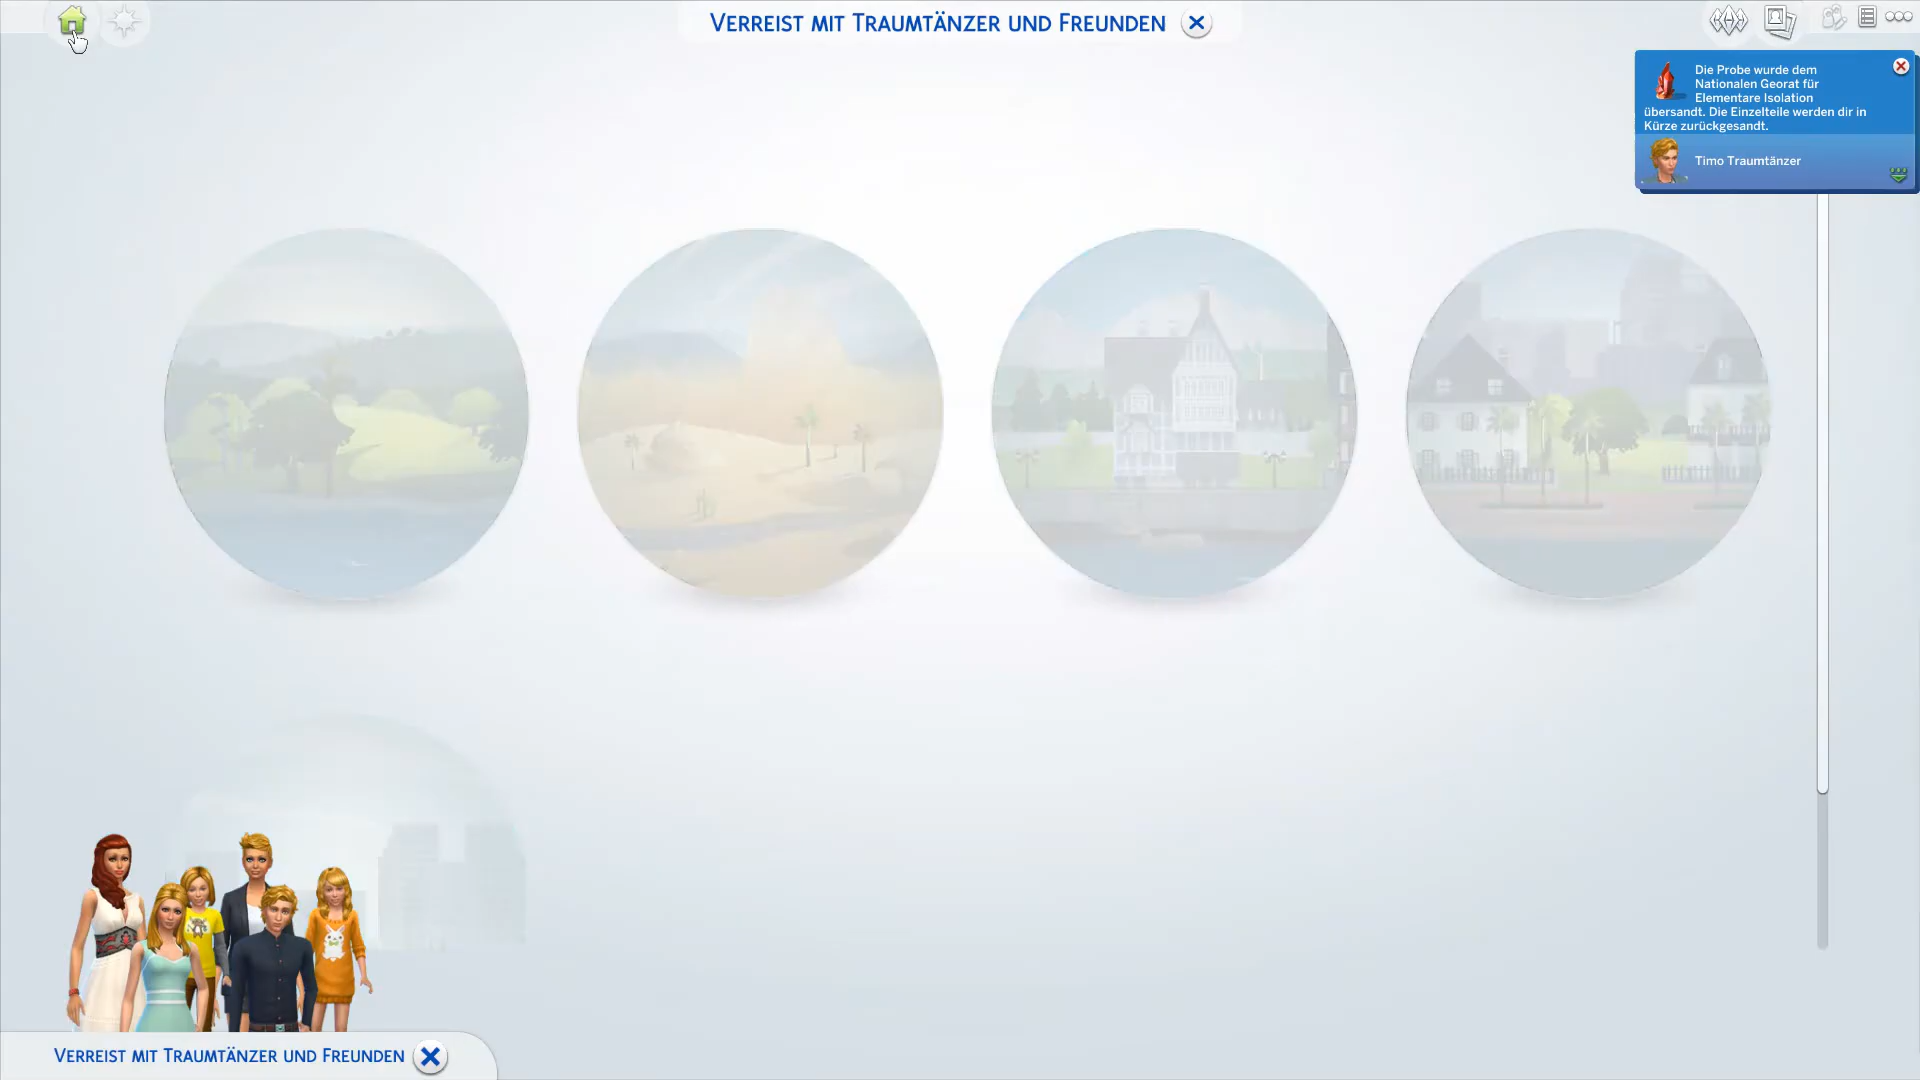 VERREIST MIT TRAUMTÄNZER UND FREUNDEN
Die Probe wurde dem
Nationalen Georat für
Elementare Isolation
übersandt. Die Einzelteile werden dir in
Kürze zurückgesandt.
Timo Traumtänzer
VERREIST MIT TRAUMTÄNZER UND FREUNDEN